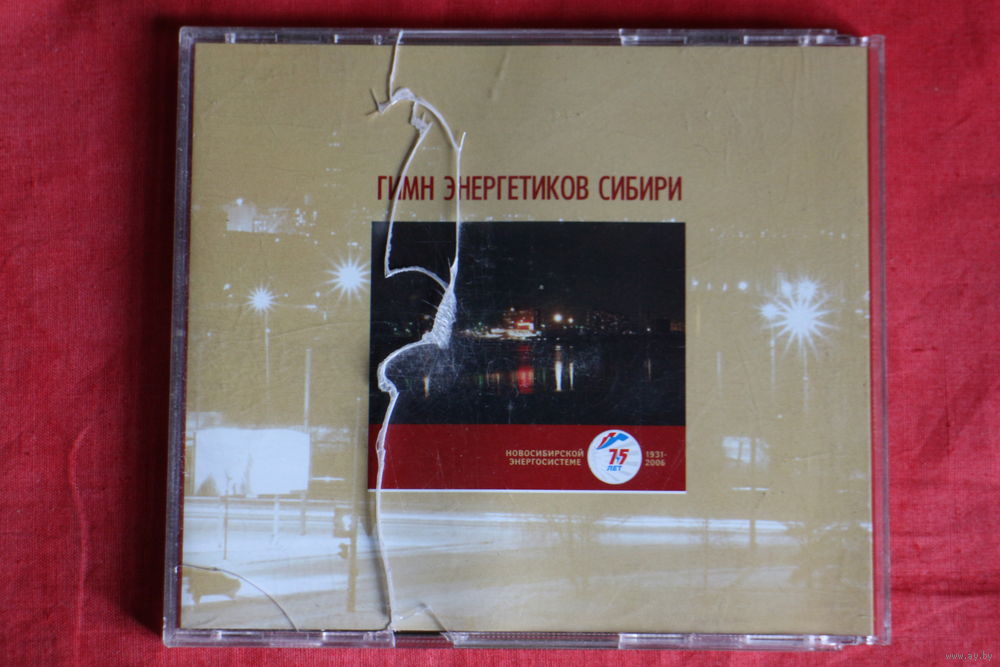 ГИМН ЭНЕРГЕТИКОВ СИБИРИ
НОВОСИБИРСКОЙ
ЭНЕРГОСИСТЕМЕ
75
ЛЕТ
1931-
2006
www.ay.by